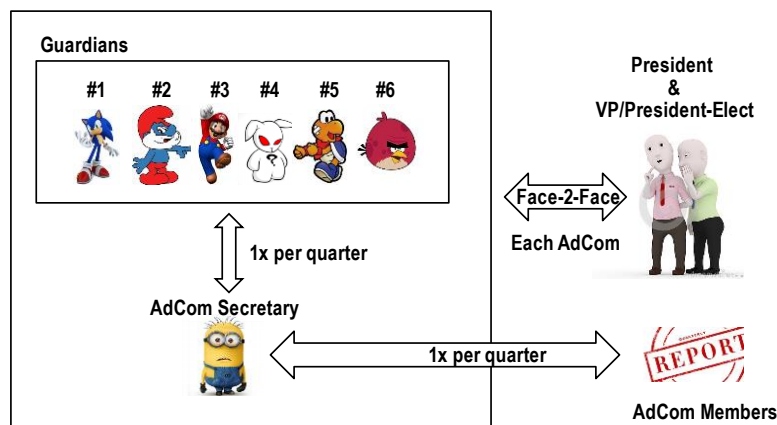 Guardians
#1 #2 #3 #4 #5 #6
President
&
VP/President-Elect
Face-2-Face
Each AdCom
1x per quarter
AdCom Secretary
1x per quarter
QUARTERLY
REPORT
AdCom Members